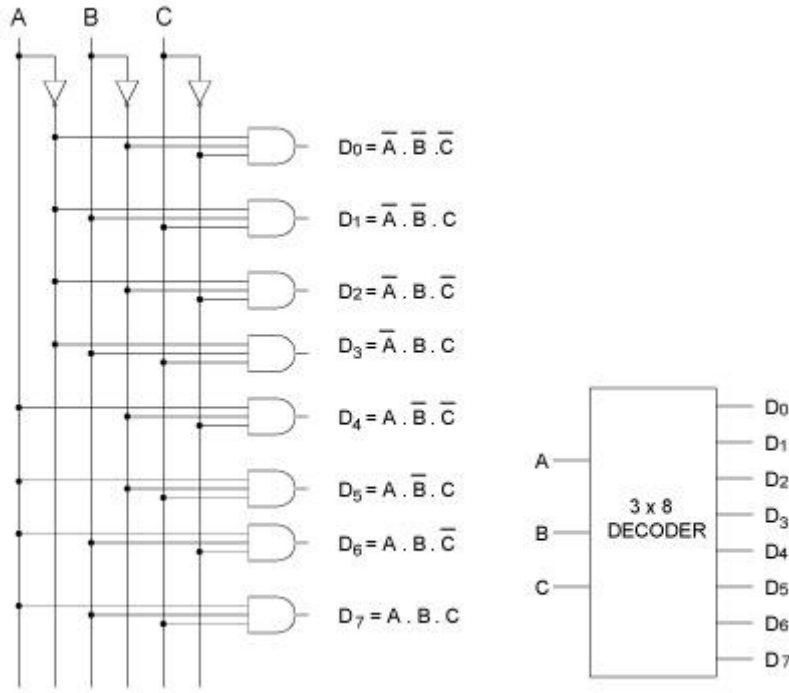 A B C
D0 = A̅ . B̅ . C̅
D1 = A̅ . B̅ . C
D2 = A̅ . B . C̅
D3 = A̅ . B . C
D4 = A . B̅ . C̅
D5 = A . B̅ . C
D6 = A . B . C̅
D7 = A . B . C
A
B
C
3 x 8
DECODER
D0
D1
D2
D3
D4
D5
D6
D7